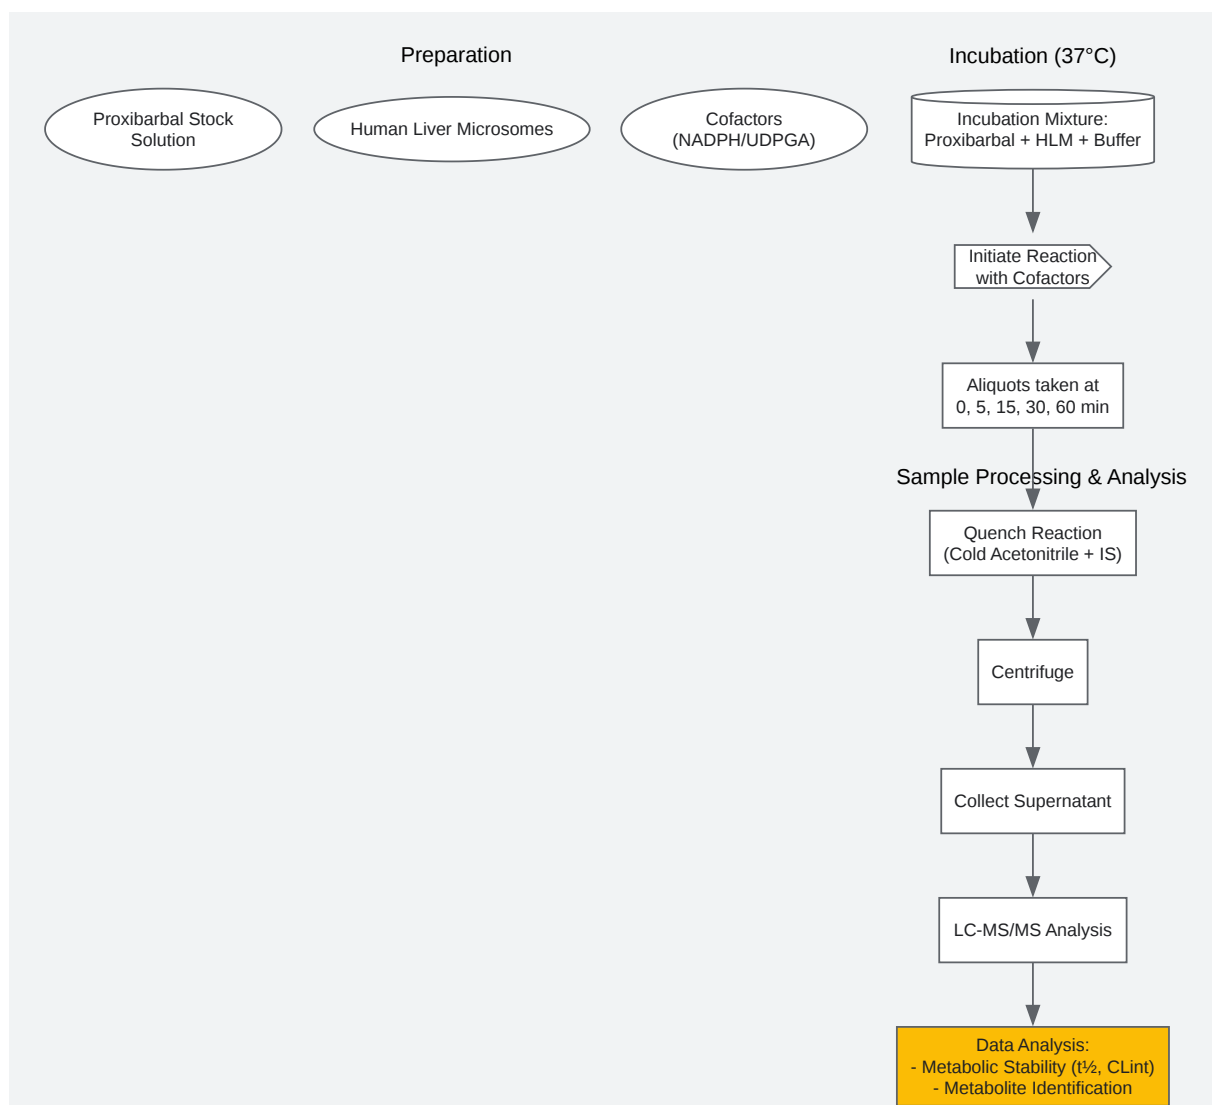 Preparation
Incubation (37°C)
Proxibarbal Stock
Solution
Human Liver Microsomes
Cofactors
(NADPH/UDPGA)
Incubation Mixture:
Proxibarbal + HLM + Buffer
Initiate Reaction
with Cofactors
Aliquots taken at
0, 5, 15, 30, 60 min
Sample Processing & Analysis
Quench Reaction
(Cold Acetonitrile + IS)
Centrifuge
Collect Supernatant
LC-MS/MS Analysis
Data Analysis:
- Metabolic Stability (t½, CLint)
- Metabolite Identification